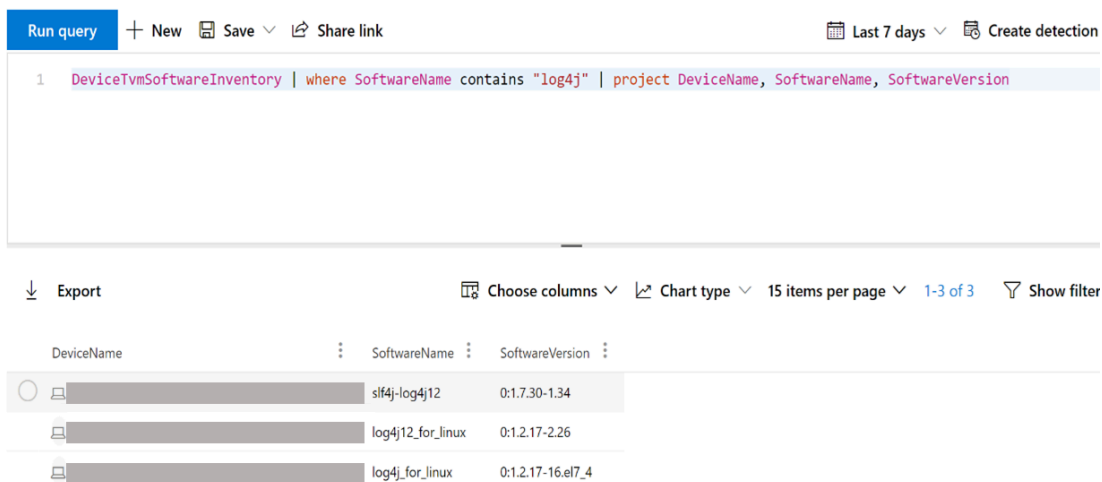 Run query New Save Share link Last 7 days Create detection
1 DeviceTvmSoftwareInventory | where SoftwareName contains "log4j" | project DeviceName, SoftwareName, SoftwareVersion
Export Choose columns Chart type 15 items per page 1-3 of 3 Show filter
DeviceName SoftwareName SoftwareVersion
slf4j-log4j12 0:1.7.30-1.34
log4j12_for_linux 0:1.2.17-2.26
log4j_for_linux 0:1.2.17-16.el7_4